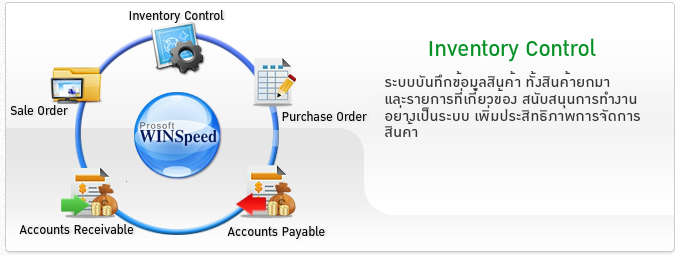 Inventory Control
Sale Order
Purchase Order
Prosoft
WINSpeed
Accounts Receivable
Accounts Payable
Inventory Control
ระบบบันทึกข้อมูลสินค้า ทั้งสินค้ายกมา
และรายการที่เกี่ยวข้อง สนับสนุนการทำงาน
อย่างเป็นระบบ เพิ่มประสิทธิภาพการจัดการ
สินค้า